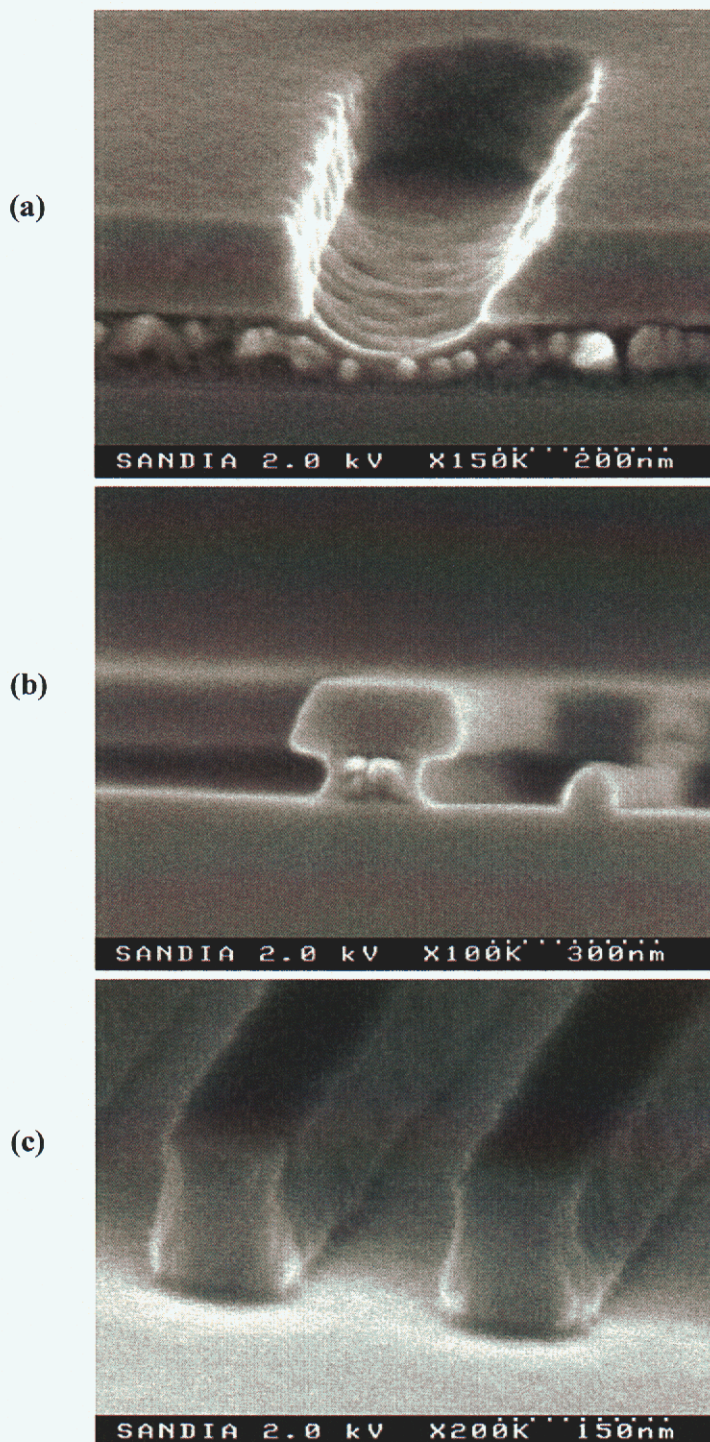 (a)
SANDIA 2.0 kV X150K 200nm
(b)
SANDIA 2.0 kV X100K 300nm
(c)
SANDIA 2.0 kV X200K 150nm